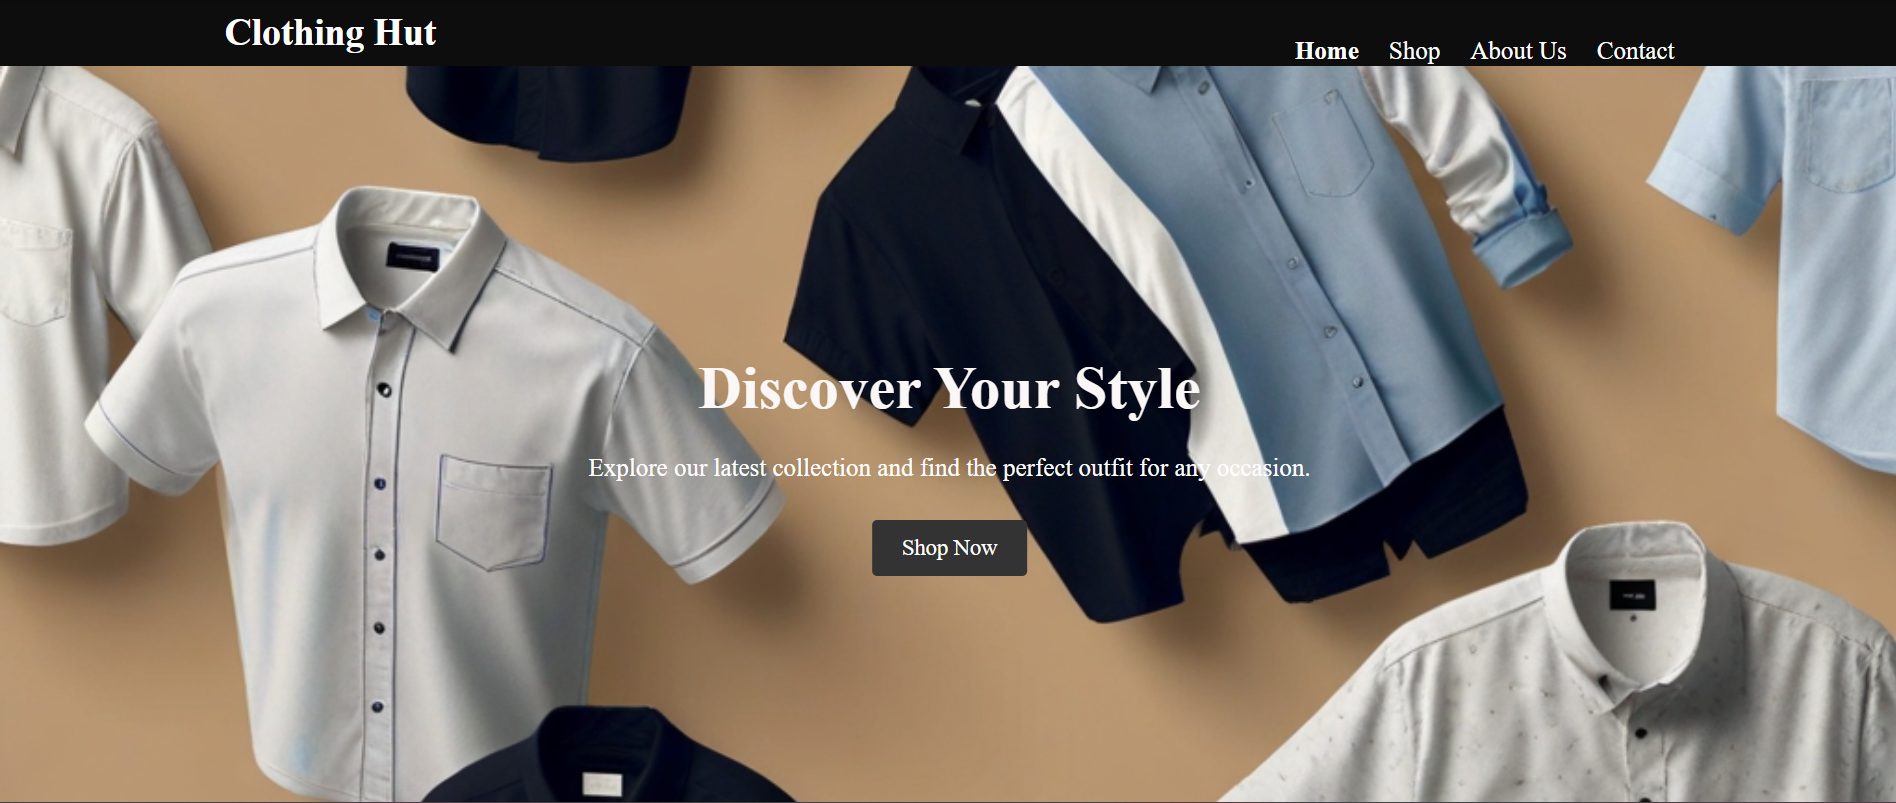 Clothing Hut
Home Shop About Us Contact
Discover Your Style
Explore our latest collection and find the perfect outfit for any occasion.
Shop Now